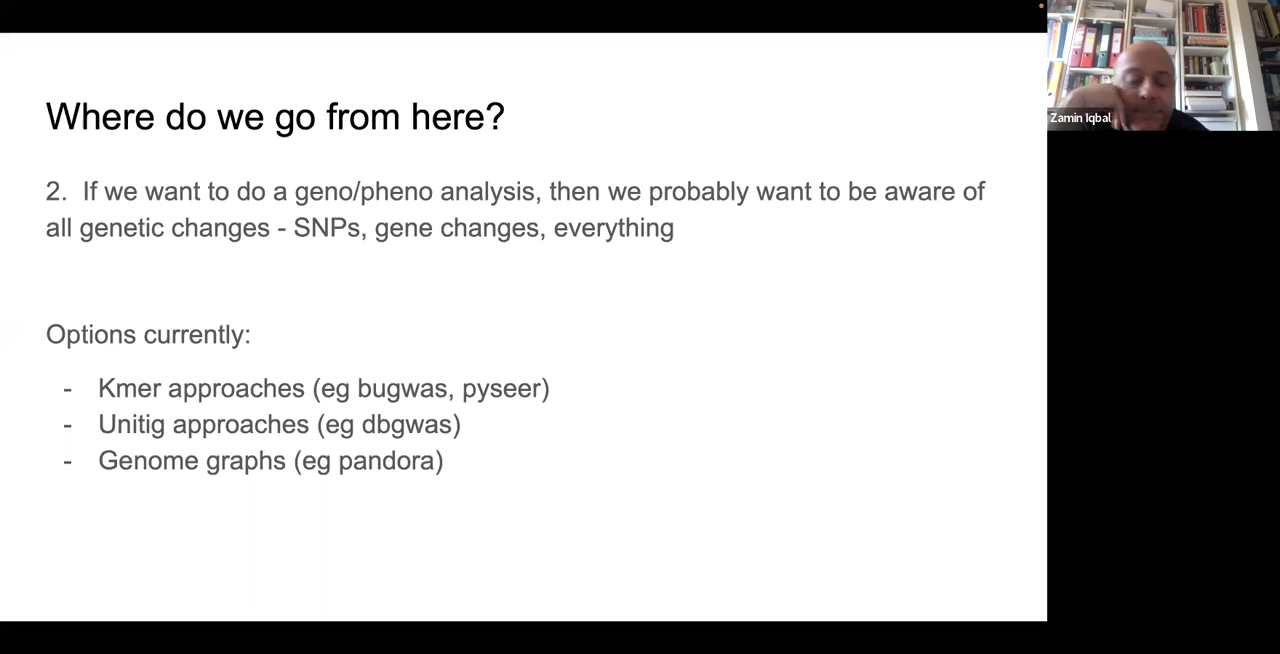 Where do we go from here?
2.  If we want to do a geno/pheno analysis, then we probably want to be aware of
all genetic changes - SNPs, gene changes, everything
Options currently:
- Kmer approaches (eg bugwas, pyseer)
- Unitig approaches (eg dbgwas)
- Genome graphs (eg pandora)
Zamin Iqbal